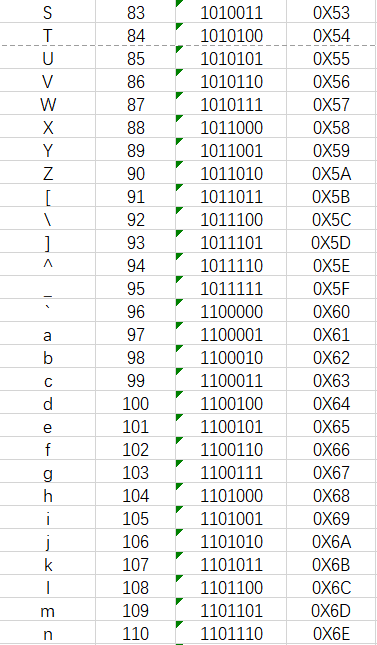 S 83 1010011 0X53
T 84 1010100 0X54
U 85 1010101 0X55
V 86 1010110 0X56
W 87 1010111 0X57
X 88 1011000 0X58
Y 89 1011001 0X59
Z 90 1011010 0X5A
[ 91 1011011 0X5B
\ 92 1011100 0X5C
] 93 1011101 0X5D
^ 94 1011110 0X5E
_ 95 1011111 0X5F
` 96 1100000 0X60
a 97 1100001 0X61
b 98 1100010 0X62
c 99 1100011 0X63
d 100 1100100 0X64
e 101 1100101 0X65
f 102 1100110 0X66
g 103 1100111 0X67
h 104 1101000 0X68
i 105 1101001 0X69
j 106 1101010 0X6A
k 107 1101011 0X6B
l 108 1101100 0X6C
m 109 1101101 0X6D
n 110 1101110 0X6E